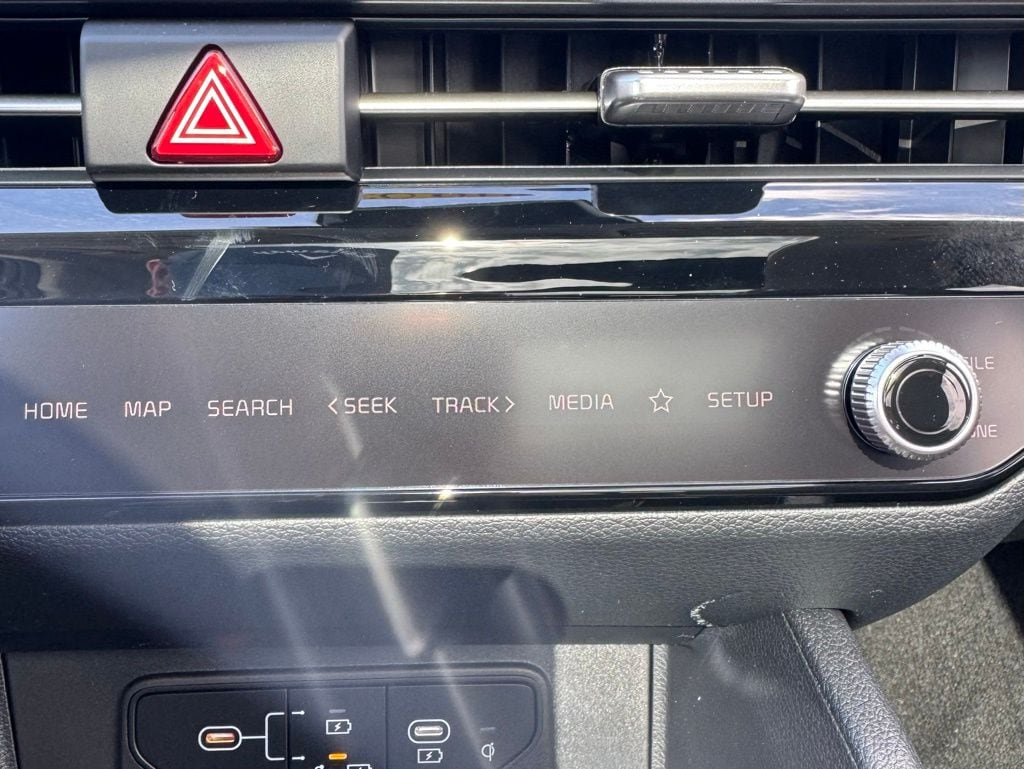 HOME MAP SEARCH <SEEK TRACK> MEDIA ☆ SETUP